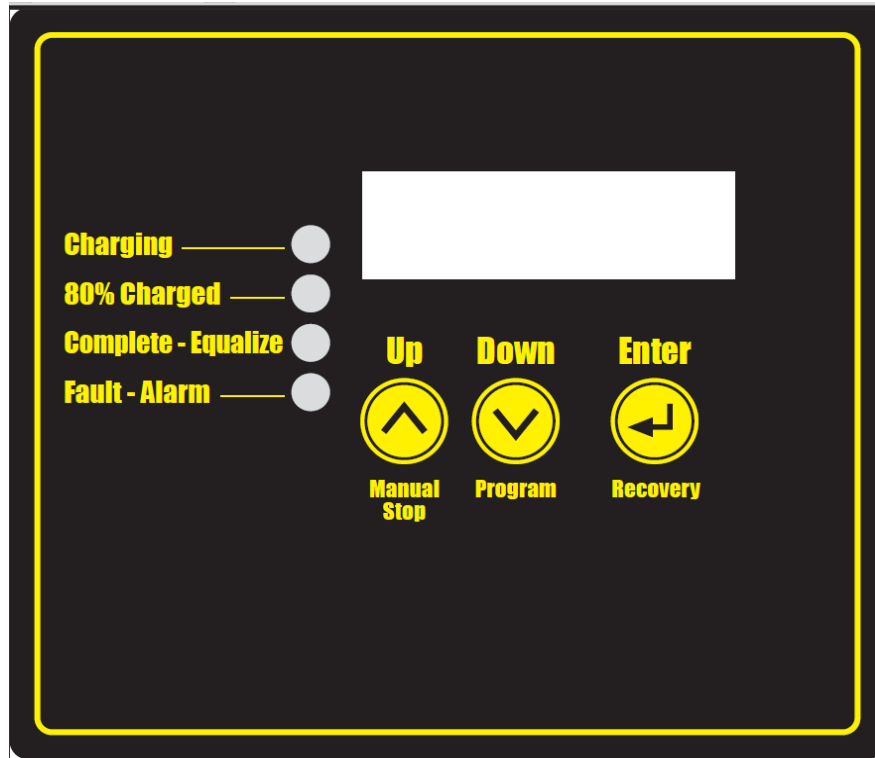 Charging
80% Charged
Complete - Equalize
Fault - Alarm
Up Down Enter
Manual Stop
Program
Recovery